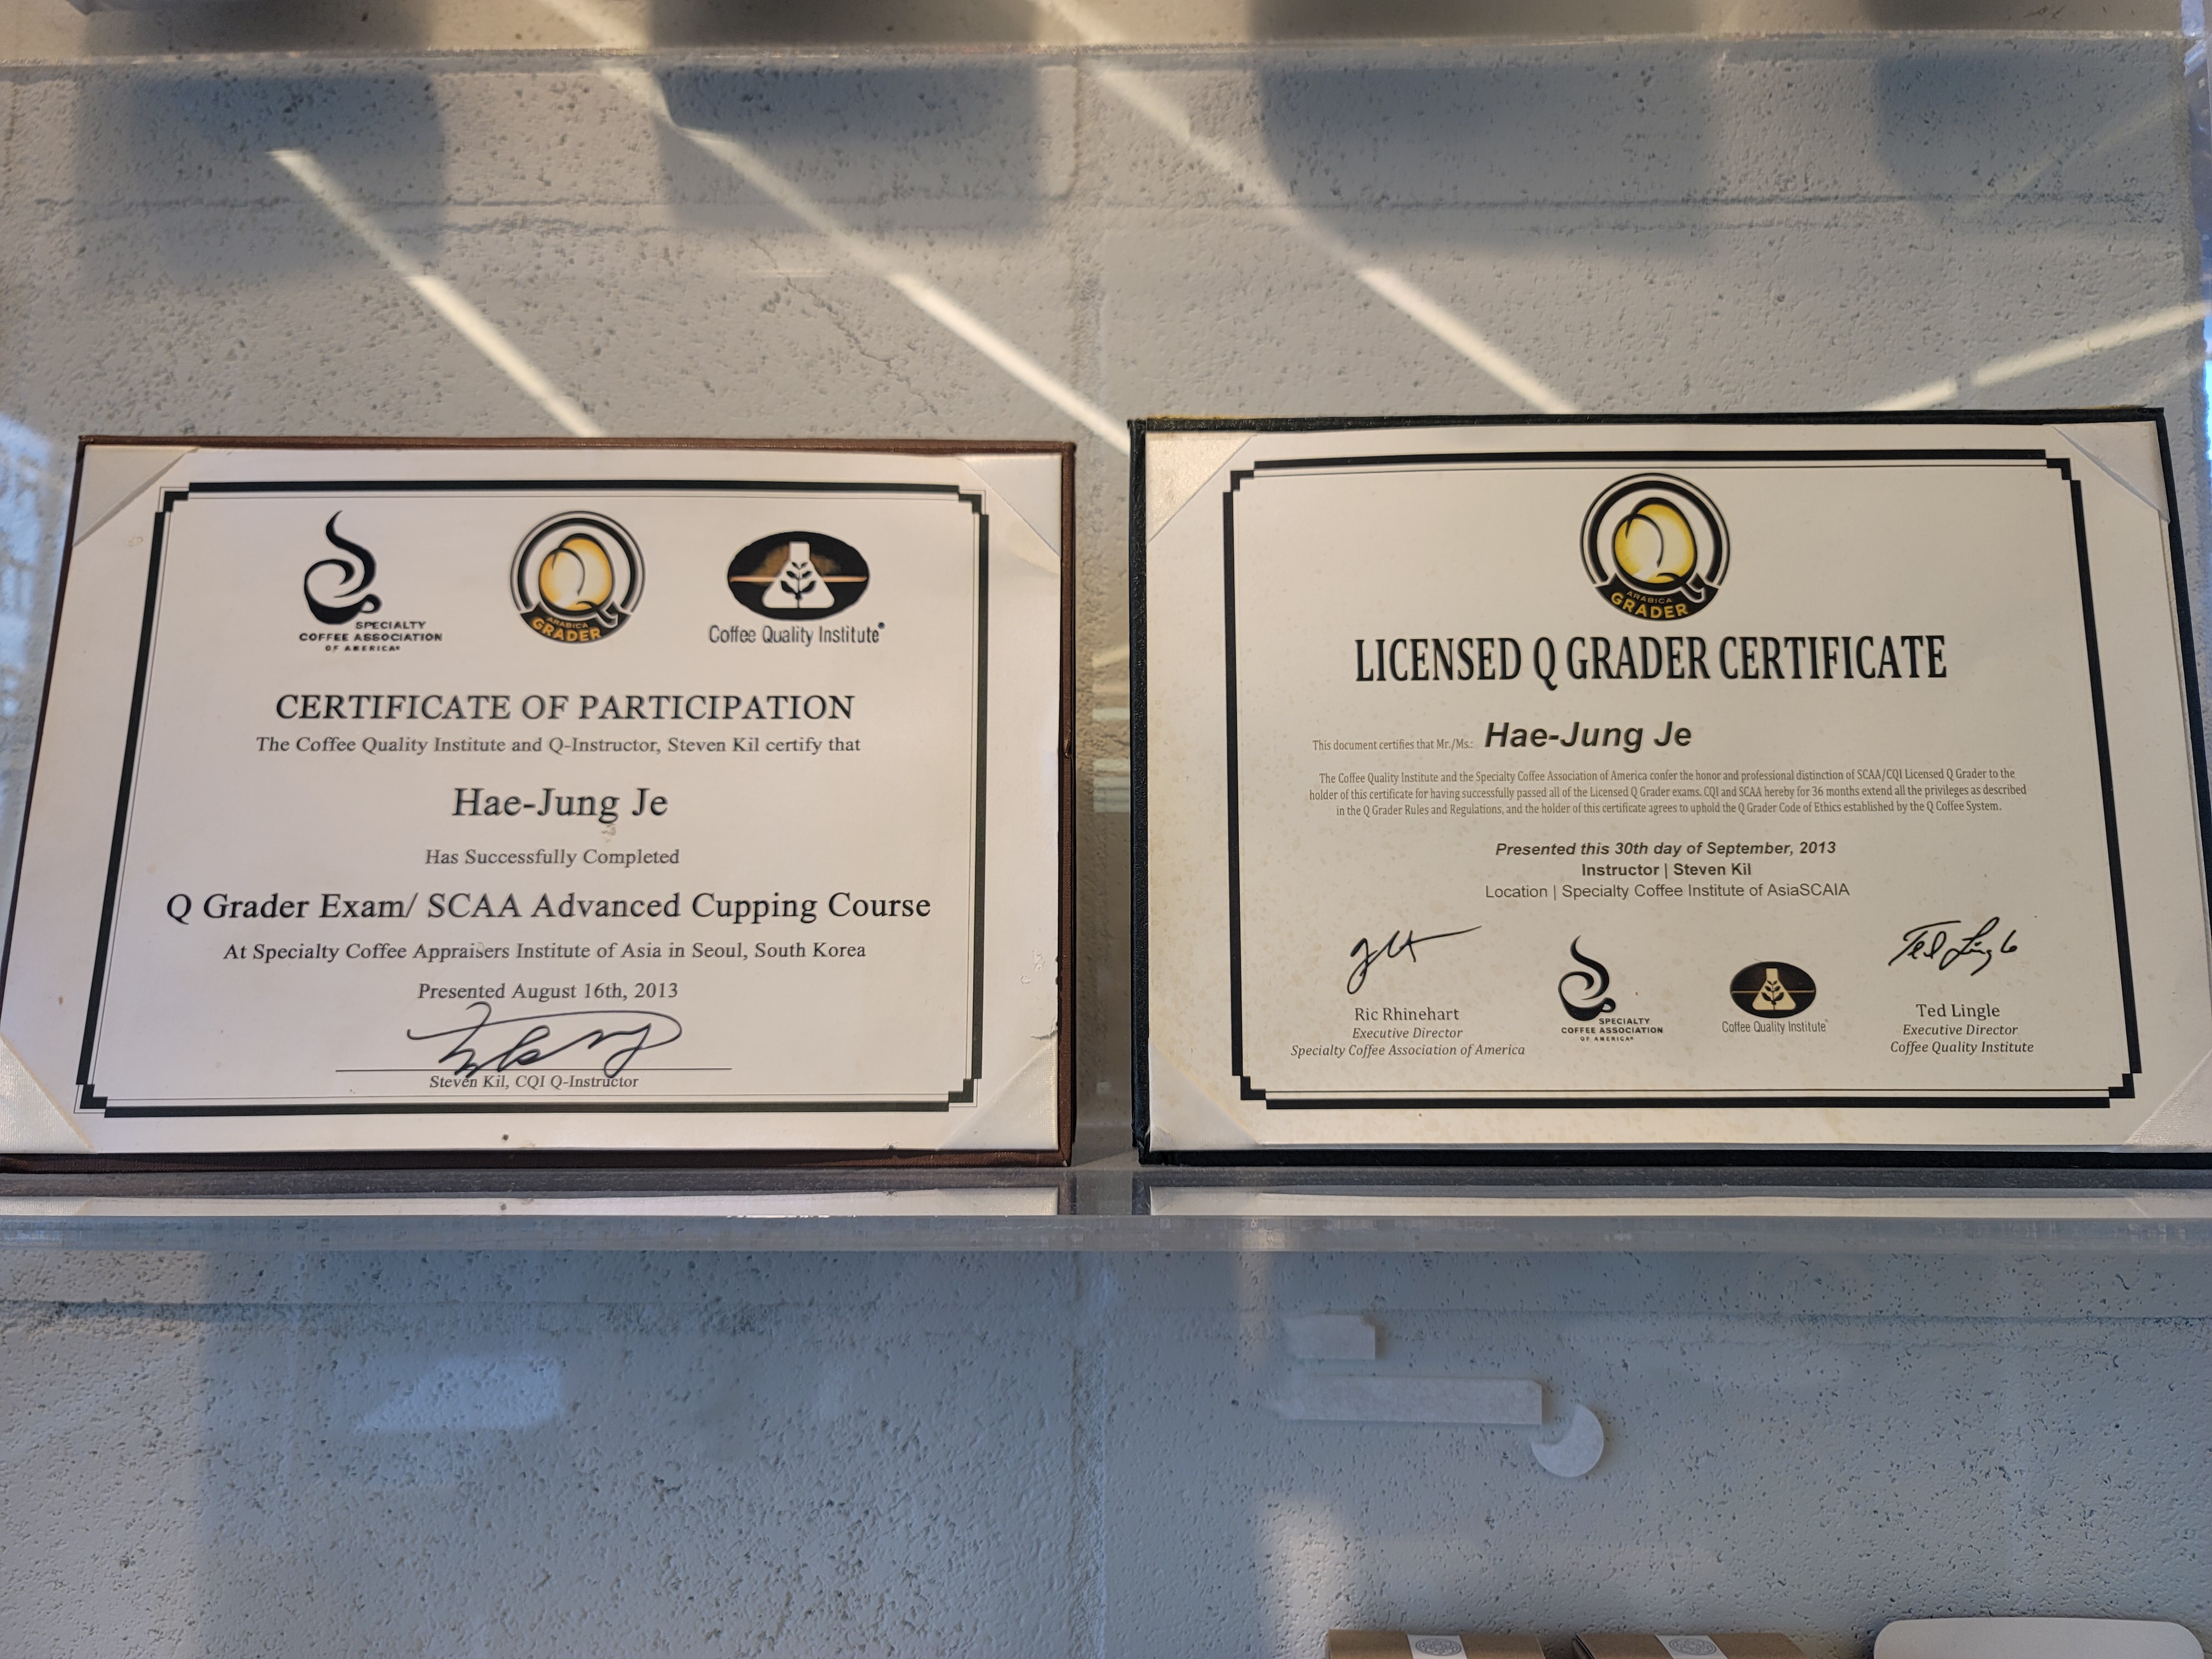 SPECIALTY
COFFEE ASSOCIATION
OF AMERICA®
ARABICA
GRADER
Coffee Quality Institute®
CERTIFICATE OF PARTICIPATION
The Coffee Quality Institute and Q-Instructor, Steven Kil certify that
Hae-Jung Je
Has Successfully Completed
Q Grader Exam/ SCAA Advanced Cupping Course
At Specialty Coffee Appraisers Institute of Asia in Seoul, South Korea
Presented August 16th, 2013
Steven Kil, CQI Q-Instructor
ARABICA
GRADER
LICENSED Q GRADER CERTIFICATE
This document certifies that Mr./Ms.: Hae-Jung Je
The Coffee Quality Institute and the Specialty Coffee Association of America confer the honor and professional distinction of SCAA/CQI Licensed Q Grader to the
holder of this certificate for having successfully passed all of the Licensed Q Grader exams. CQI and SCAA hereby for 36 months extend all the privileges as described
in the Q Grader Rules and Regulations, and the holder of this certificate agrees to uphold the Q Grader Code of Ethics established by the Q Coffee System.
Presented this 30th day of September, 2013
Instructor | Steven Kil
Location | Specialty Coffee Institute of AsiaSCAIA
Ted Lingle
Ric Rhinehart
Executive Director
Specialty Coffee Association of America
SPECIALTY
COFFEE ASSOCIATION
OF AMERICA®
Coffee Quality Institute®
Ted Lingle
Executive Director
Coffee Quality Institute